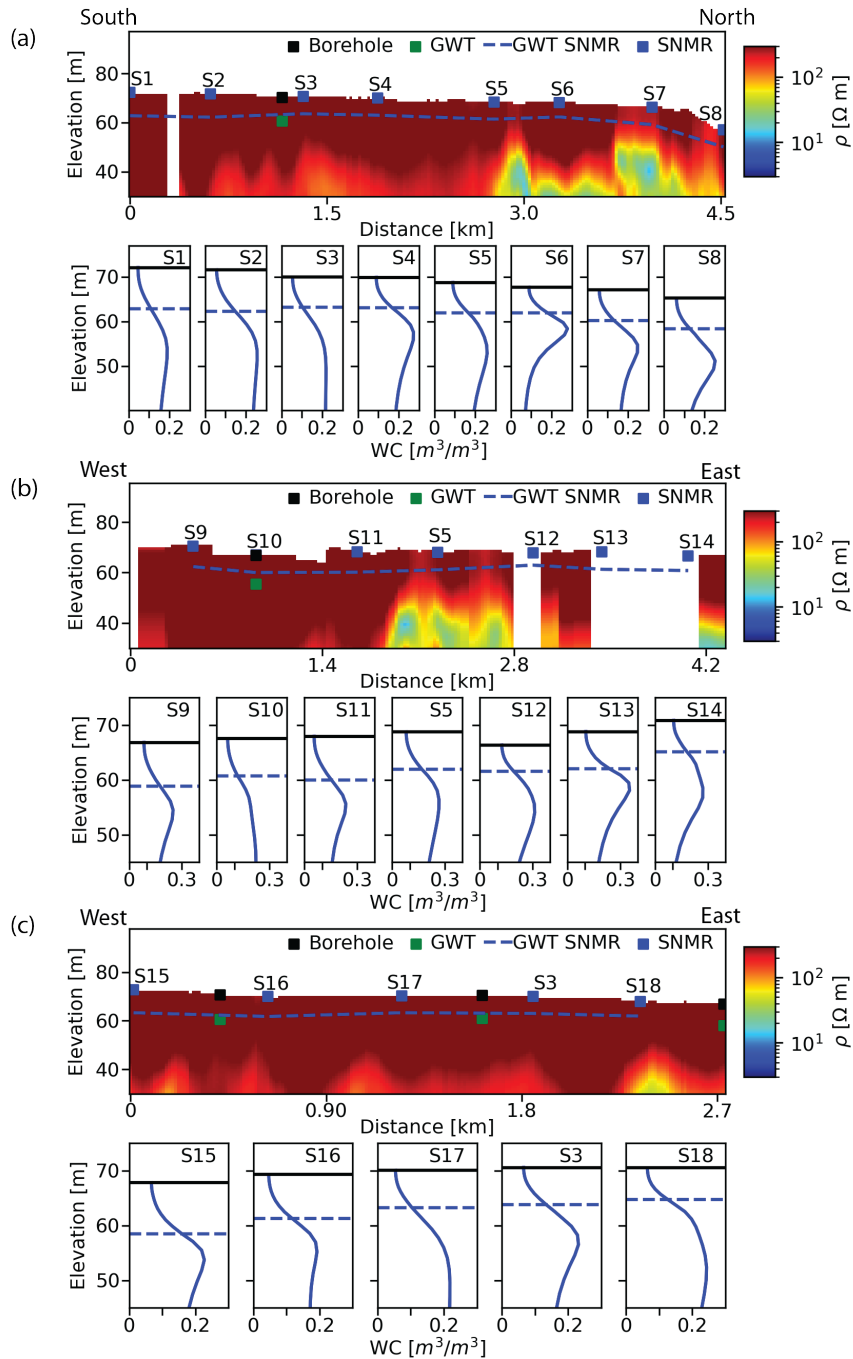 South
North
(a)
Borehole GWT GWT SNMR SNMR
S1 S2 S3 S4 S5 S6 S7 S8
Elevation [m]
80
60
40
0 1.5 3.0 4.5
Distance [km]
10²
10¹
ρ [Ω m]
S1 S2 S3 S4 S5 S6 S7 S8
Elevation [m]
70
60
50
0 0.2 0 0.2 0 0.2 0 0.2 0 0.2 0 0.2 0 0.2 0 0.2
WC [m³/m³]
West
East
(b)
Borehole GWT GWT SNMR SNMR
S9 S10 S11 S5 S12 S13 S14
Elevation [m]
80
60
40
0 1.4 2.8 4.2
Distance [km]
10²
10¹
ρ [Ω m]
S9 S10 S11 S5 S12 S13 S14
Elevation [m]
70
60
50
0 0.3 0 0.3 0 0.3 0 0.3 0 0.3 0 0.3 0 0.3
WC [m³/m³]
West
East
(c)
Borehole GWT GWT SNMR SNMR
S15 S16 S17 S3 S18
Elevation [m]
80
60
40
0 0.90 1.8 2.7
Distance [km]
10²
10¹
ρ [Ω m]
S15 S16 S17 S3 S18
Elevation [m]
70
60
50
0 0.2 0 0.2 0 0.2 0 0.2 0 0.2
WC [m³/m³]